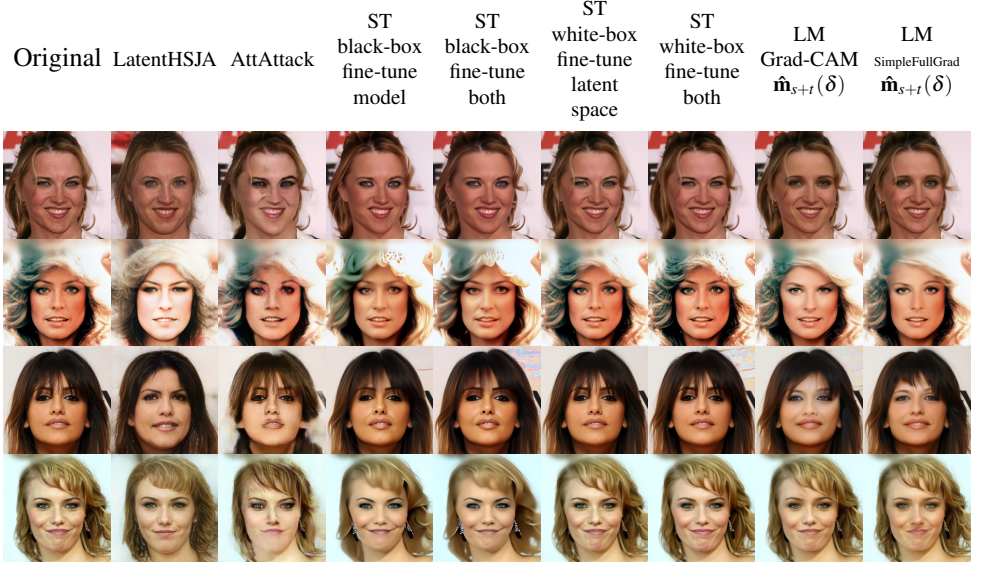 Original
LatentHSJA
AttAttack
ST
black-box
fine-tune
model
ST
black-box
fine-tune
both
ST
white-box
fine-tune
latent
space
ST
white-box
fine-tune
both
LM
Grad-CAM
m̂ₛ₊ₜ(δ)
LM
SimpleFullGrad
m̂ₛ₊ₜ(δ)